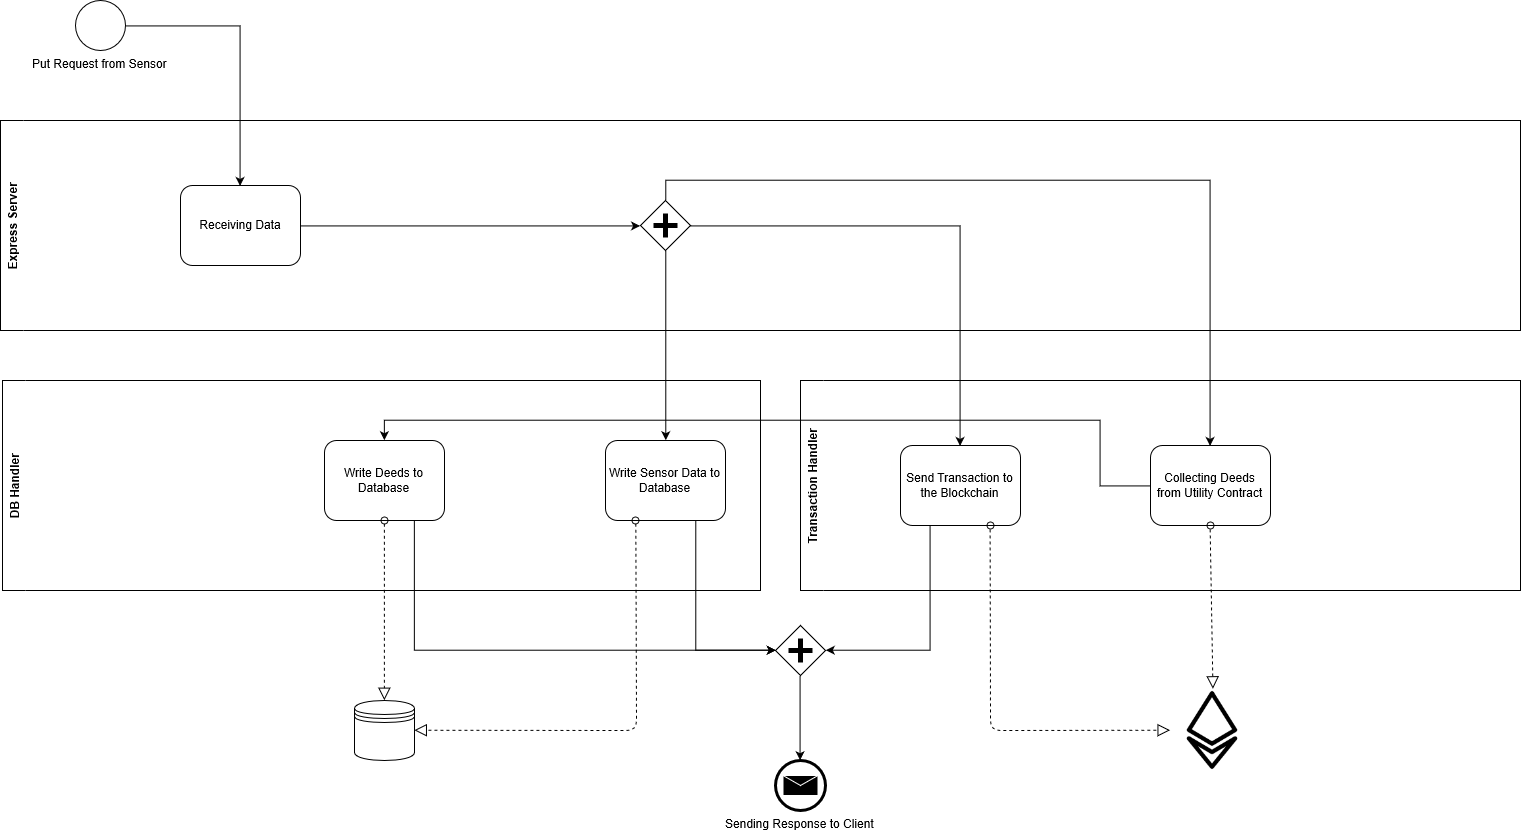 Put Request from Sensor
Express Server
Receiving Data
DB Handler
Write Deeds to
Database
Write Sensor Data to
Database
Transaction Handler
Send Transaction to
the Blockchain
Collecting Deeds
from Utility Contract
Sending Response to Client